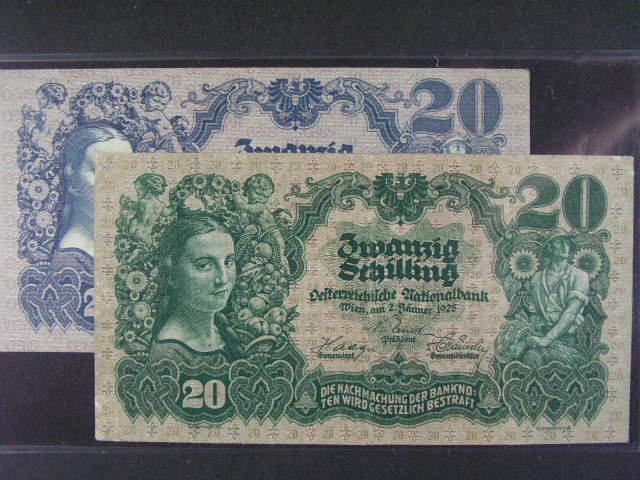 20
Zwanzig
20
Zwanzig
Schilling
Oesterreichische Nationalbank
Wien, am 2. Jänner 1928
Präsident
Generalrat
Generaldirektor
20
DIE NACHMACHUNG DER BANKNO-
TEN WIRD GESETZLICH BESTRAFT